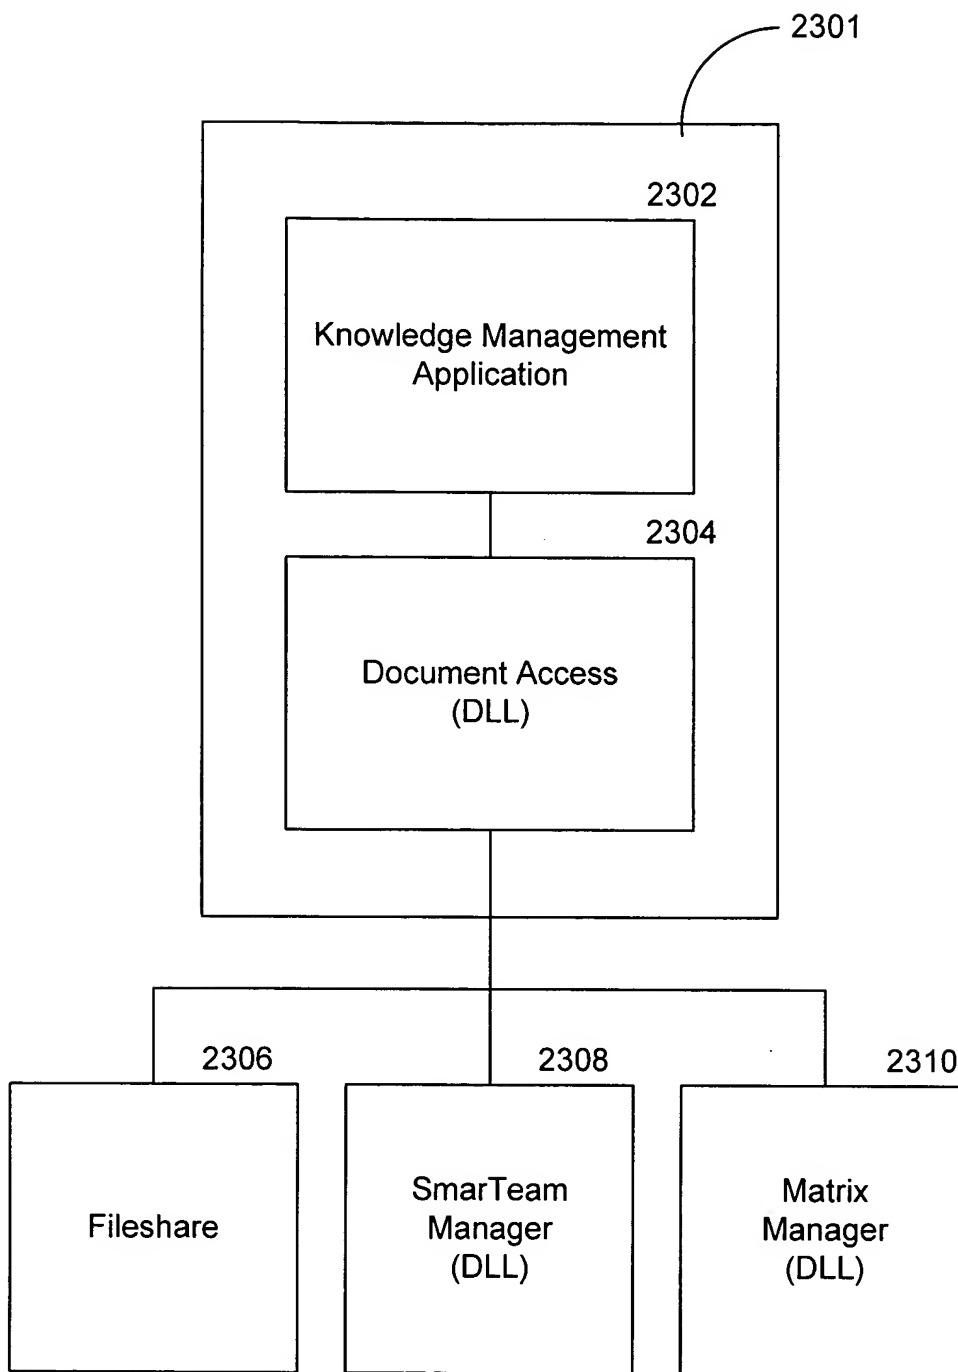 2301
2302
Knowledge Management
Application
2304
Document Access
(DLL)
2306
2308
2310
Fileshare
SmarTeam
Manager
(DLL)
Matrix
Manager
(DLL)